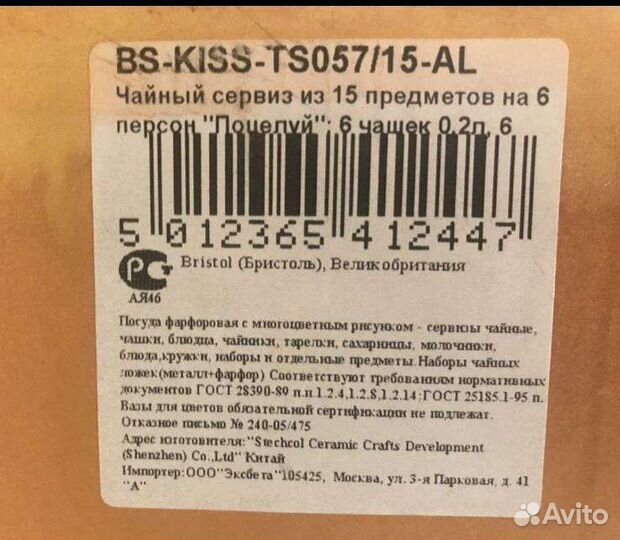 BS-KISS-TS057/15-AL
Чайный сервиз из 15 предметов на 6
персон "Поцелуй": 6 чашек 0,2л, 6
5 012365 412447
РС Bristol (Бристоль), Великобритания
АЯ46
Посуда фарфоровая с многоцветным рисунком - сервизы чайные,
чашки, блюдца, чайники, тарелки, сахарницы, молочники,
блюда,кружки, наборы и отдельные предметы.Наборы чайных
ложек(металл+фарфор) Соответствуют требованиям нормативных
документов ГОСТ 28390-89 п.п.1.2.4,1.2.8,1.2.14;ГОСТ 25185.1-95 п.
Вазы для цветов обязательной сертификации не подлежат.
Отказное письмо № 240-05/475
Адрес изготовителя:"Stechcol Ceramic Crafts Development
(Shenzhen) Co.,Ltd" Китай
Импортер:ООО"Эксбета"105425, Москва, ул. 3-я Парковая, д. 41
"А"
Avito